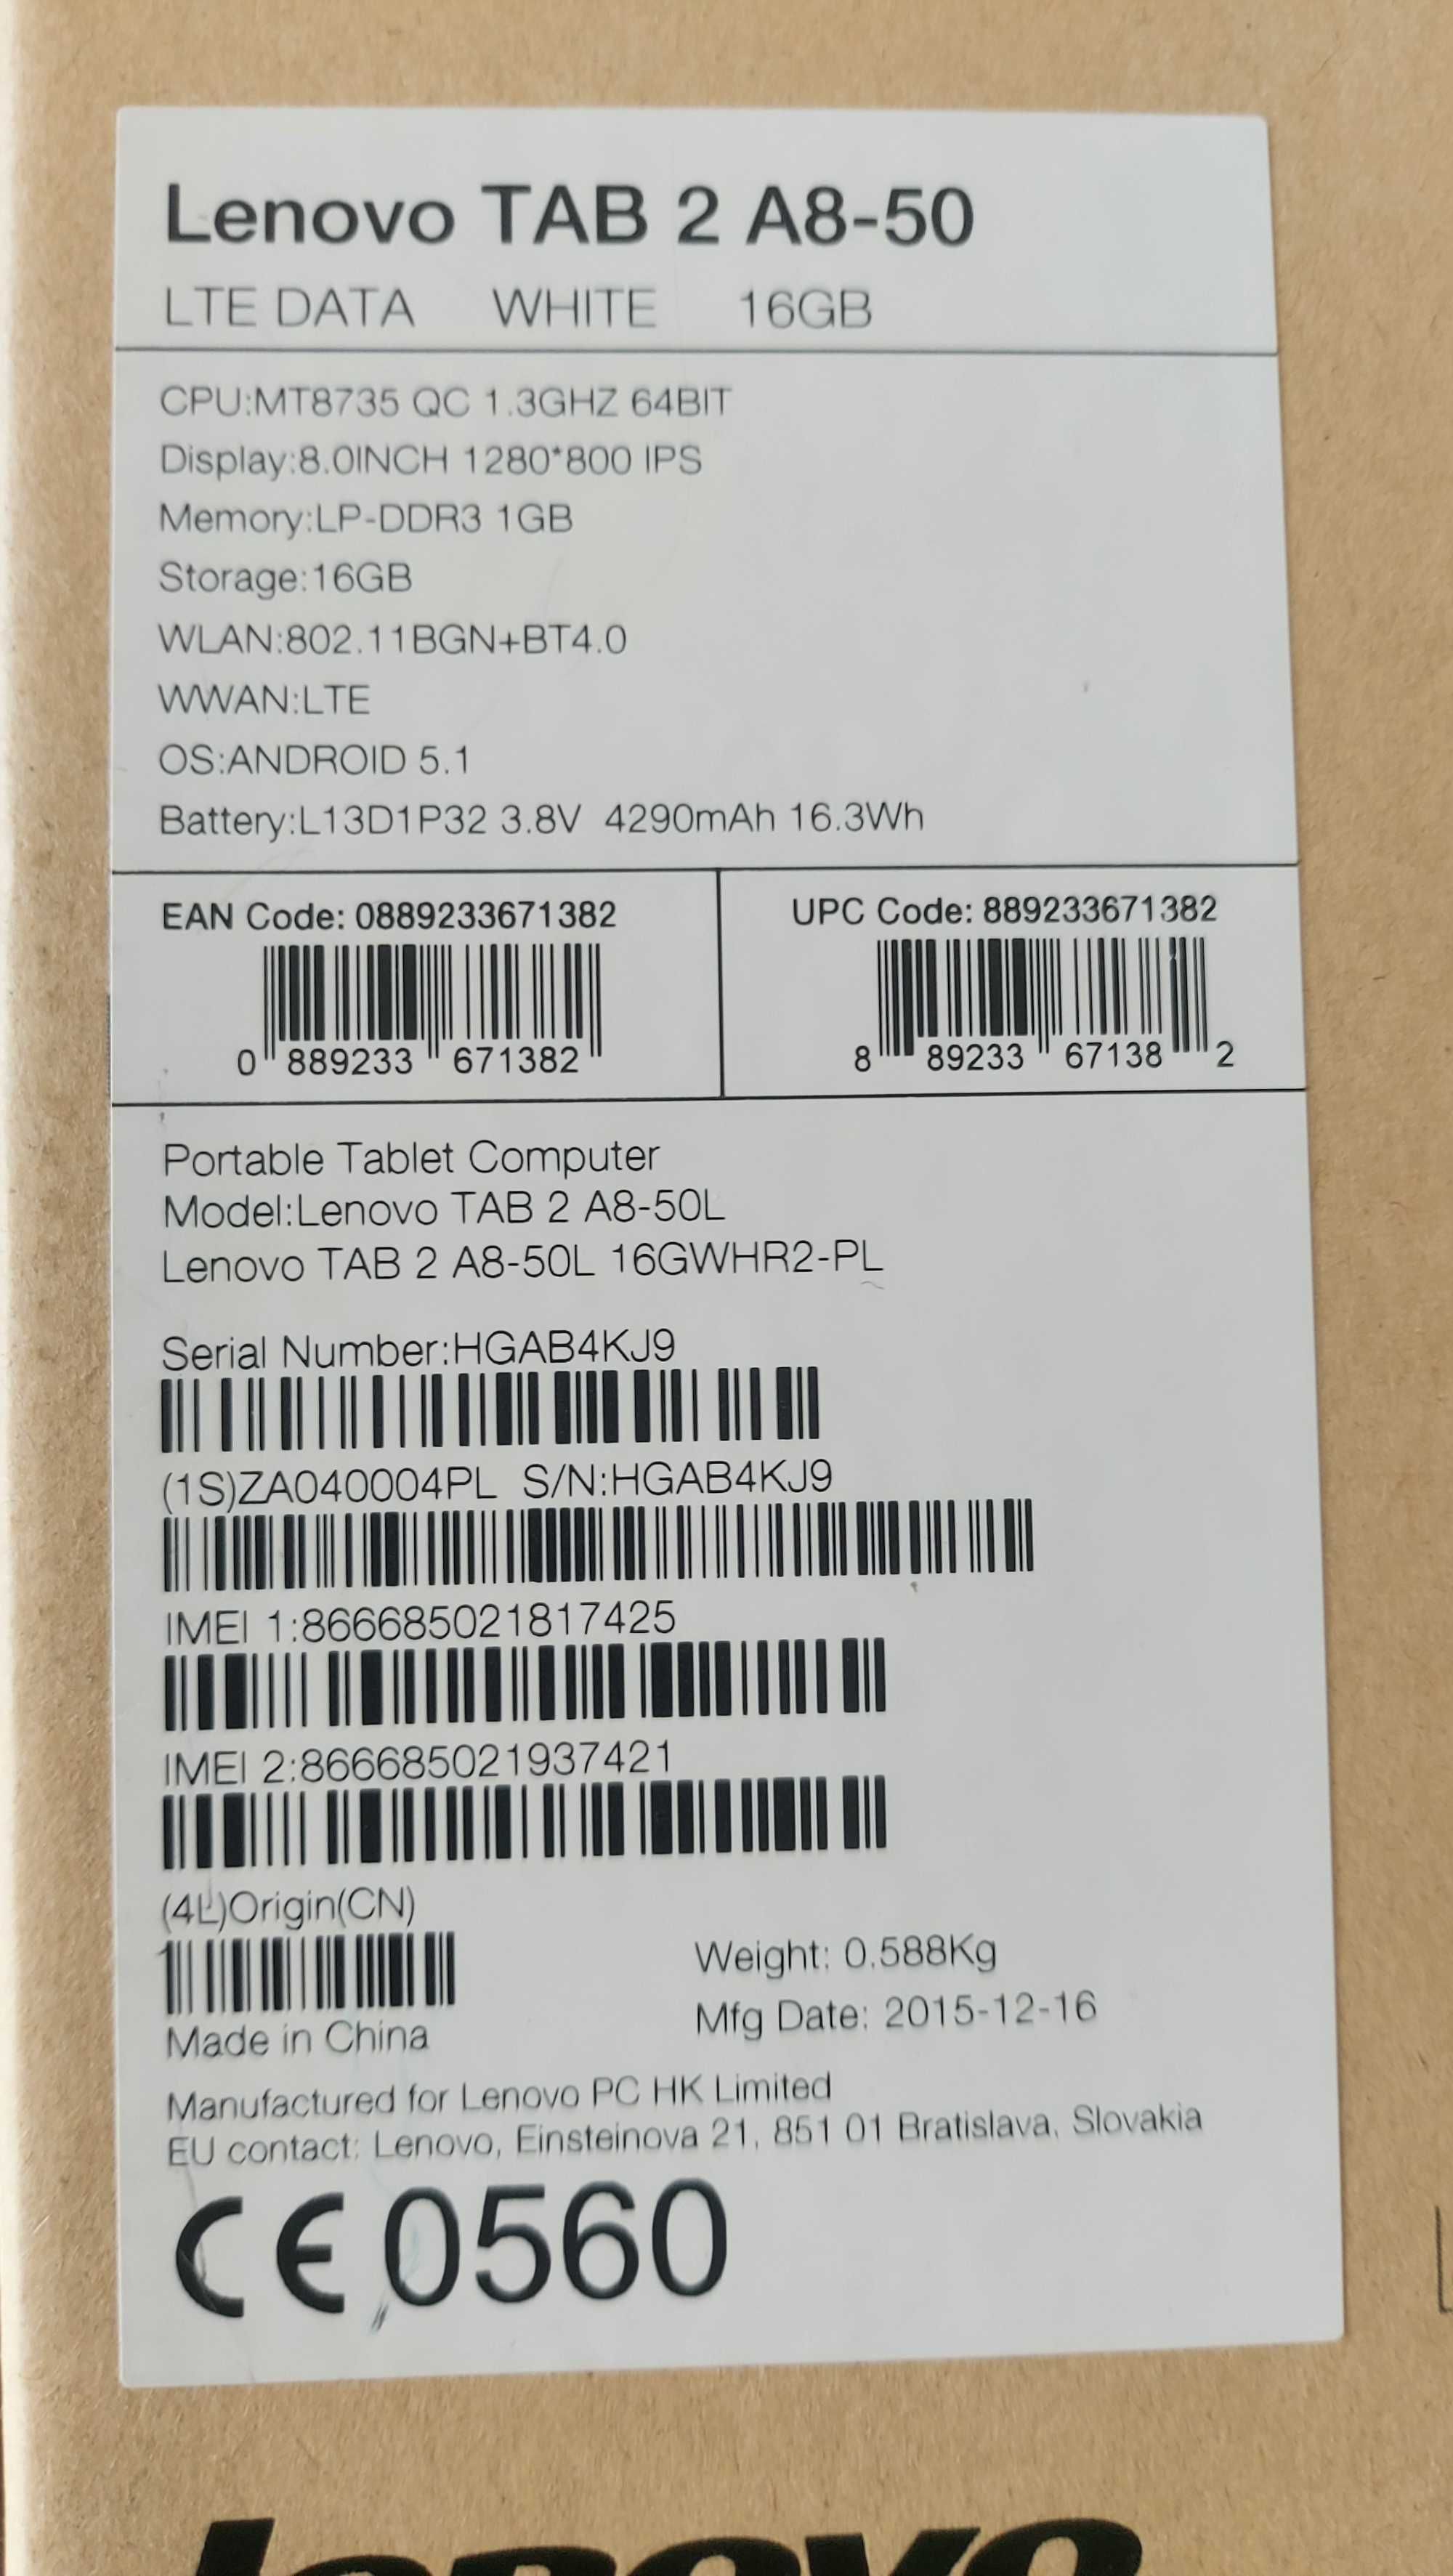 Lenovo TAB 2 A8-50
LTE DATA WHITE 16GB
CPU:MT8735 QC 1.3GHZ 64BIT
Display:8.0INCH 1280*800 IPS
Memory:LP-DDR3 1GB
Storage:16GB
WLAN:802.11BGN+BT4.0
WWAN:LTE
OS:ANDROID 5.1
Battery:L13D1P32 3.8V 4290mAh 16.3Wh
EAN Code: 0889233671382
0 889233 671382
UPC Code: 889233671382
8 89233 67138 2
Portable Tablet Computer
Model:Lenovo TAB 2 A8-50L
Lenovo TAB 2 A8-50L 16GWHR2-PL
Serial Number:HGAB4KJ9
(1S)ZA040004PL S/N:HGAB4KJ9
IMEI 1:866685021817425
IMEI 2:866685021937421
(4L)Origin(CN)
Made in China
Weight: 0.588Kg
Mfg Date: 2015-12-16
Manufactured for Lenovo PC HK Limited
EU contact: Lenovo, Einsteinova 21, 851 01 Bratislava, Slovakia
CE 0560
lenovo